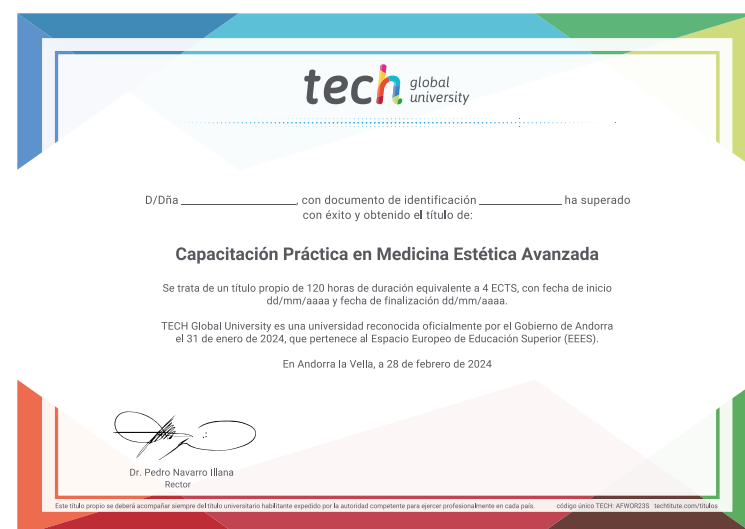 tech global university
D/Dña ____________________, con documento de identificación ______________ ha superado
con éxito y obtenido el título de:
Capacitación Práctica en Medicina Estética Avanzada
Se trata de un título propio de 120 horas de duración equivalente a 4 ECTS, con fecha de inicio
dd/mm/aaaa y fecha de finalización dd/mm/aaaa.
TECH Global University es una universidad reconocida oficialmente por el Gobierno de Andorra
el 31 de enero de 2024, que pertenece al Espacio Europeo de Educación Superior (EEES).
En Andorra la Vella, a 28 de febrero de 2024
Dr. Pedro Navarro Illana
Rector
Este título propio se deberá acompañar siempre del título universitario habilitante expedido por la autoridad competente para ejercer profesionalmente en cada país. código único TECH: AFWOR23S techtitute.com/titulos